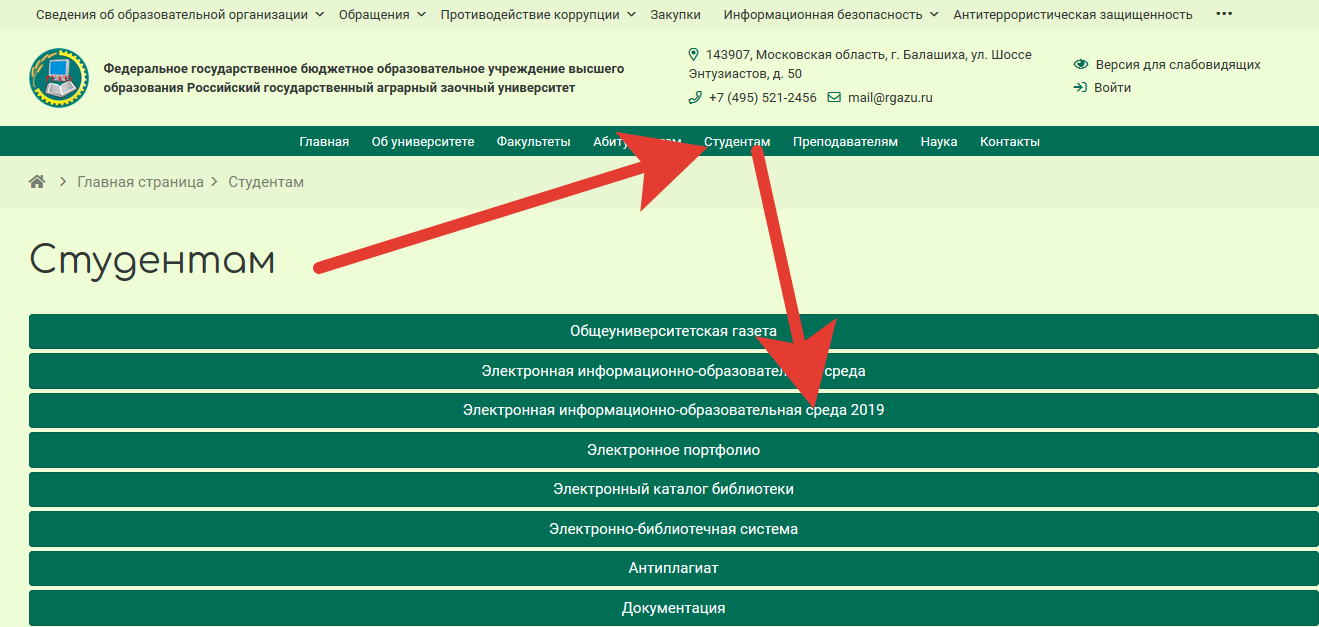 Сведения об образовательной организации Обращения Противодействие коррупции Закупки Информационная безопасность Антитеррористическая защищенность •••
Федеральное государственное бюджетное образовательное учреждение высшего
образования Российский государственный аграрный заочный университет
143907, Московская область, г. Балашиха, ул. Шоссе
Энтузиастов, д. 50
+7 (495) 521-2456 mail@rgazu.ru
Версия для слабовидящих
Войти
Главная Об университете Факультеты Студентам Преподавателям Наука Контакты
> Главная страница > Студентам
Студентам
Общеуниверситетская газета
Электронная информационно-образовательная среда
Электронная информационно-образовательная среда 2019
Электронное портфолио
Электронный каталог библиотеки
Электронно-библиотечная система
Антиплагиат
Документация